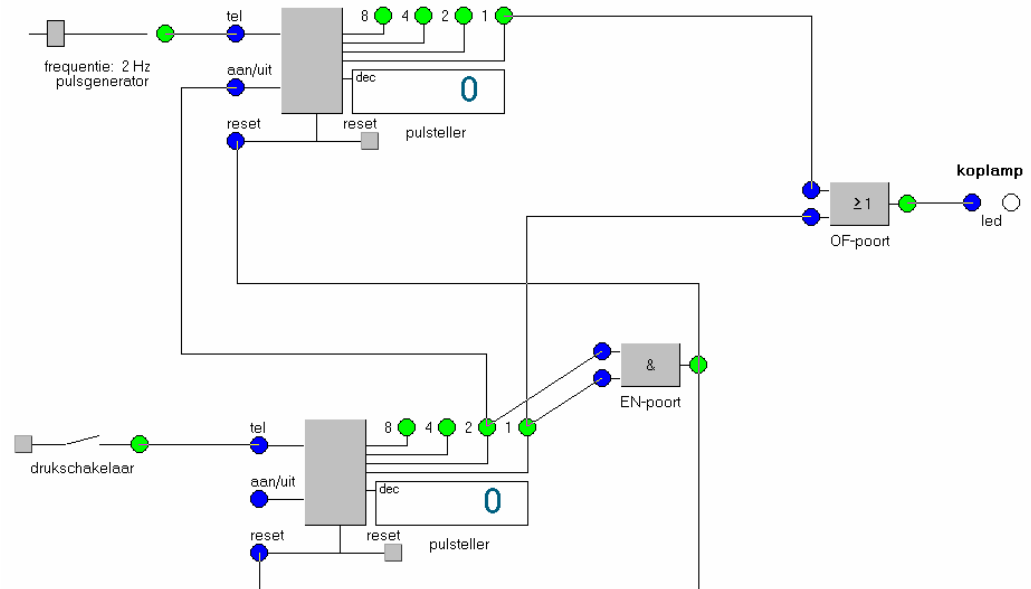 tel
8 4 2 1
frequentie: 2 Hz
pulsgenerator
aan/uit
dec
0
reset
reset
pulsteller
koplamp
≥1
led
OF-poort
&
EN-poort
tel
8 4 2 1
drukschakelaar
aan/uit
dec
0
reset
reset
pulsteller